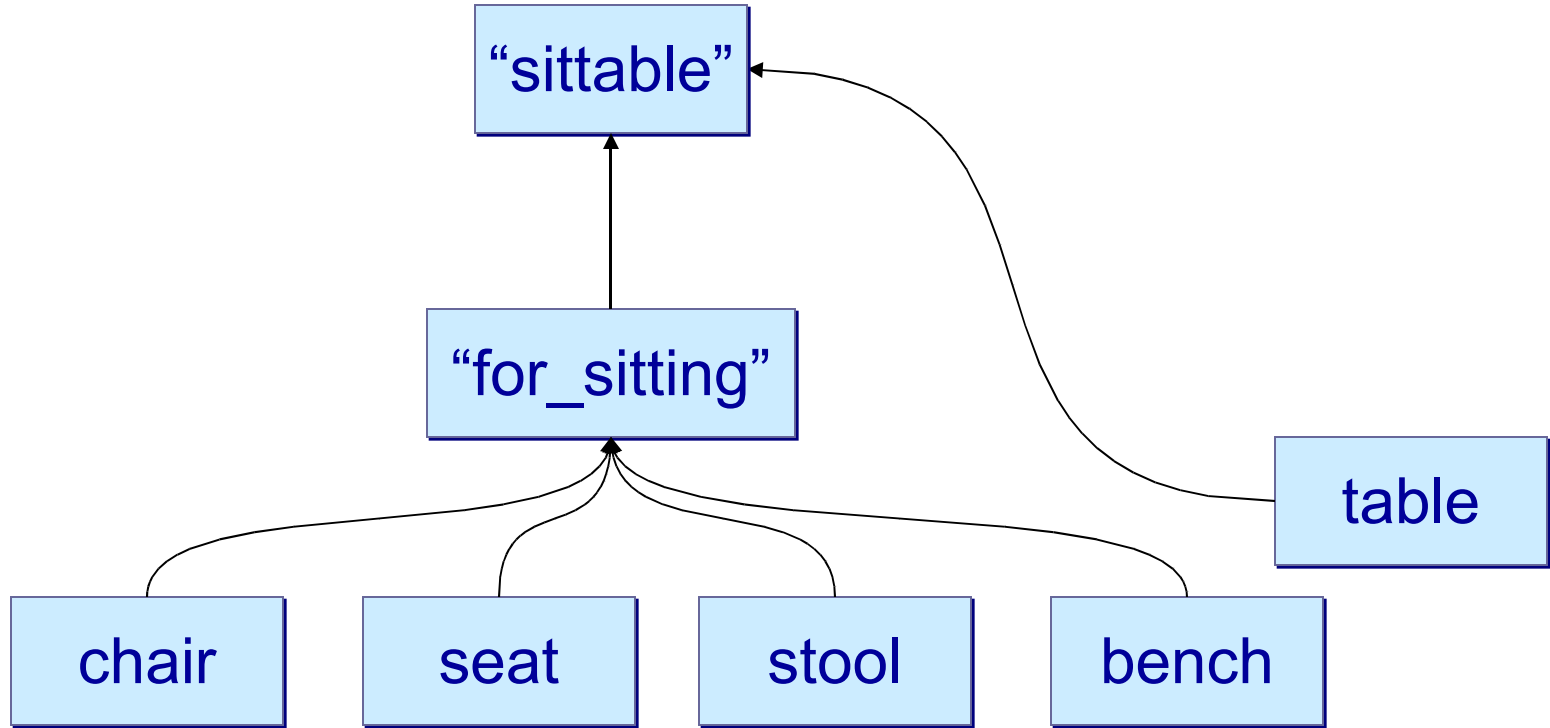 “sittable”
“for_sitting”
table
chair
seat
stool
bench